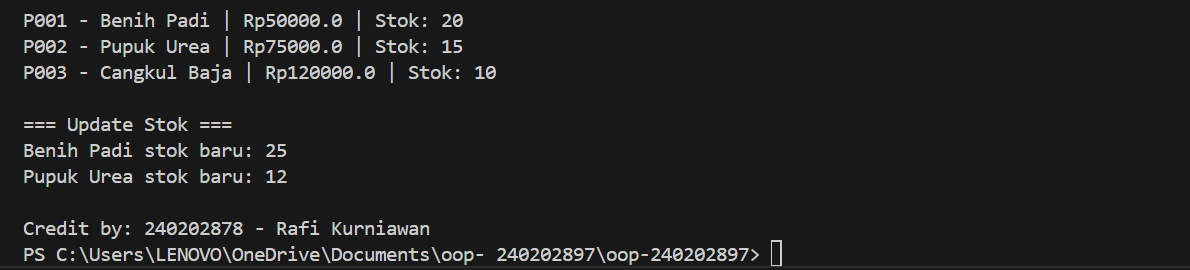 P001 - Benih Padi | Rp50000.0 | Stok: 20
P002 - Pupuk Urea | Rp75000.0 | Stok: 15
P003 - Cangkul Baja | Rp120000.0 | Stok: 10
=== Update Stok ===
Benih Padi stok baru: 25
Pupuk Urea stok baru: 12
Credit by: 240202878 - Rafi Kurniawan
PS C:\Users\LENOVO\OneDrive\Documents\oop- 240202897\oop-240202897>